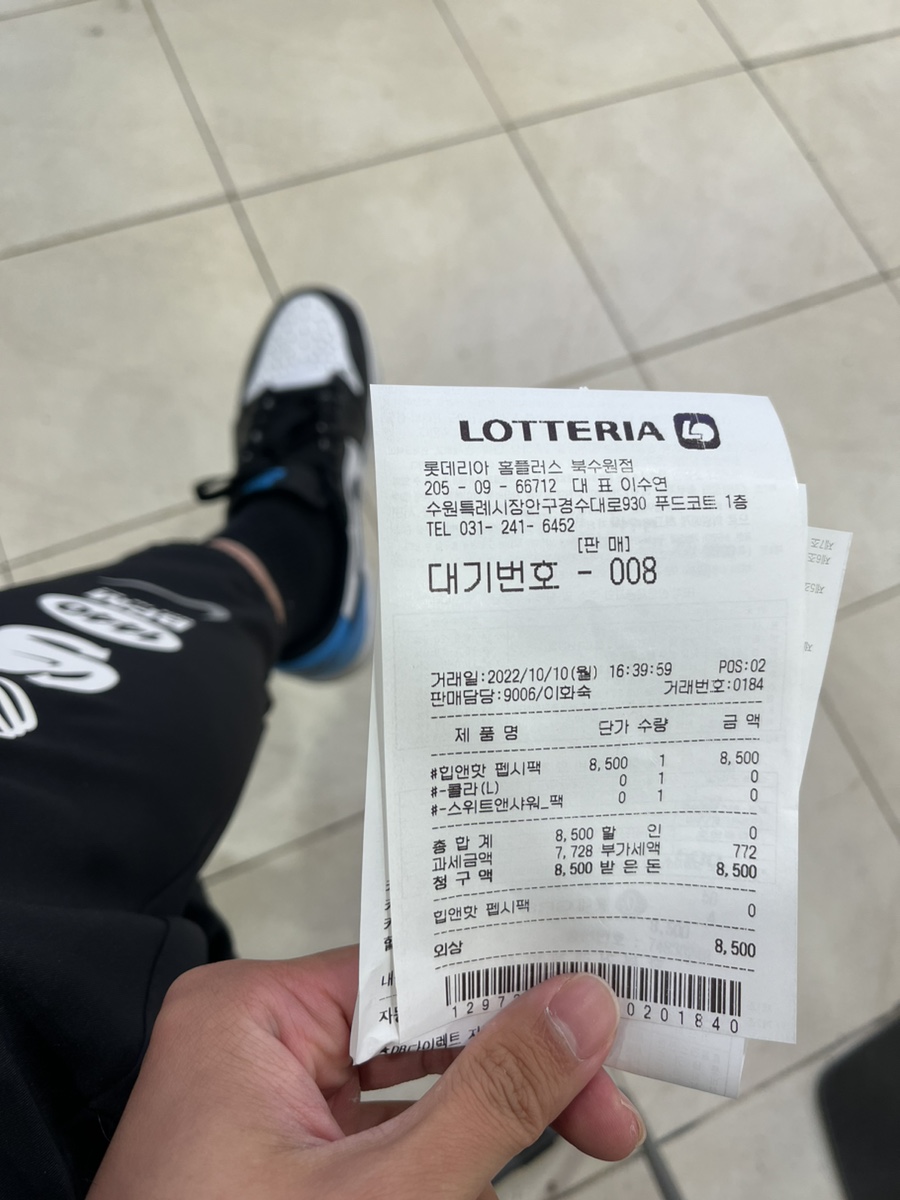 LOTTERIA
롯데리아 홈플러스 북수원점
205 - 09 - 66712 대 표 이수연
수원특례시장안구경수대로930 푸드코트 1층
TEL 031- 241- 6452
[판 매]
대기번호 - 008
거래일:2022/10/10(월) 16:39:59 POS:02
판매담당:9006/이화숙 거래번호:0184
제 품 명 단가 수량 금 액
#힙앤핫 펩시팩 8,500 1 8,500
#-콜라(L) 0 1 0
#-스위트앤샤워_팩 0 1 0
총 합 계 8,500 할 인 0
과세금액 7,728 부가세액 772
청 구 액 8,500 받 은 돈 8,500
힙앤핫 펩시팩 0
외상 8,500
1297 0201840